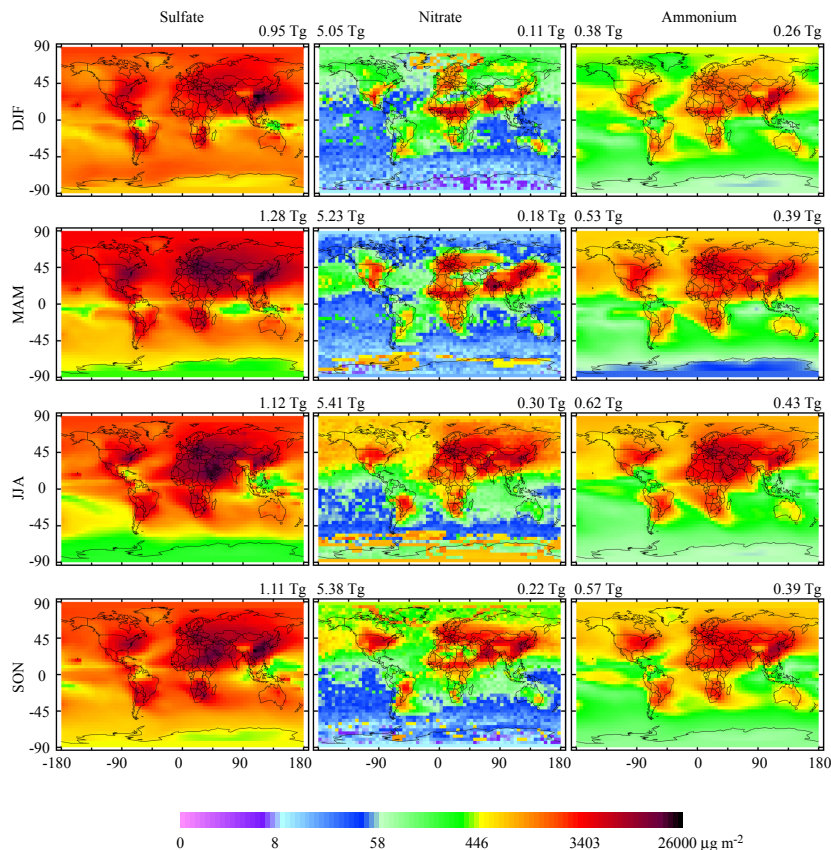 Sulfate Nitrate Ammonium
0.95 Tg 5.05 Tg 0.11 Tg 0.38 Tg 0.26 Tg
90
45
DJF 0
-45
-90
1.28 Tg 5.23 Tg 0.18 Tg 0.53 Tg 0.39 Tg
90
45
MAM 0
-45
-90
1.12 Tg 5.41 Tg 0.30 Tg 0.62 Tg 0.43 Tg
90
45
JJA 0
-45
-90
1.11 Tg 5.38 Tg 0.22 Tg 0.57 Tg 0.39 Tg
90
45
SON 0
-45
-90
-180 -90 0 90 180 -90 0 90 180 -90 0 90 180
0 8 58 446 3403 26000 μg m-2